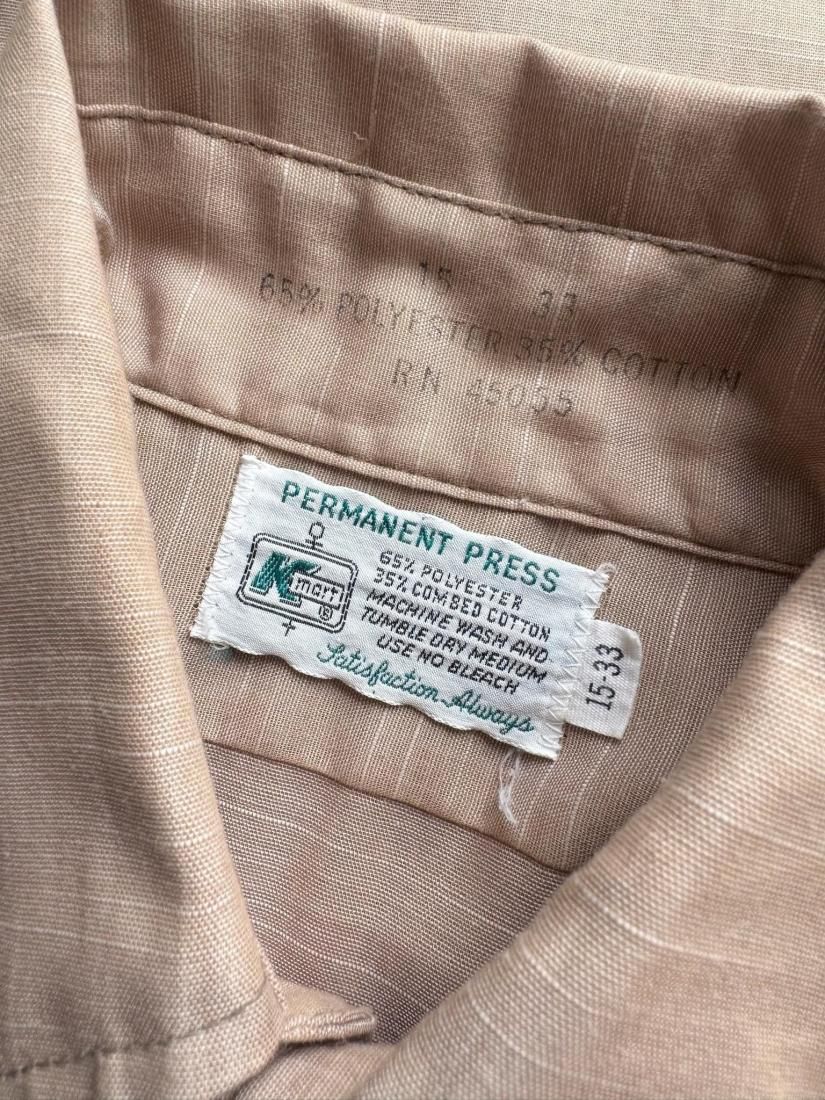 15 33
65% POLYESTER 35% COTTON
RN 45055
PERMANENT PRESS
Kmart ®
65% POLYESTER
35% COMBED COTTON
MACHINE WASH AND
TUMBLE DRY MEDIUM
USE NO BLEACH
Satisfaction Always
15-33